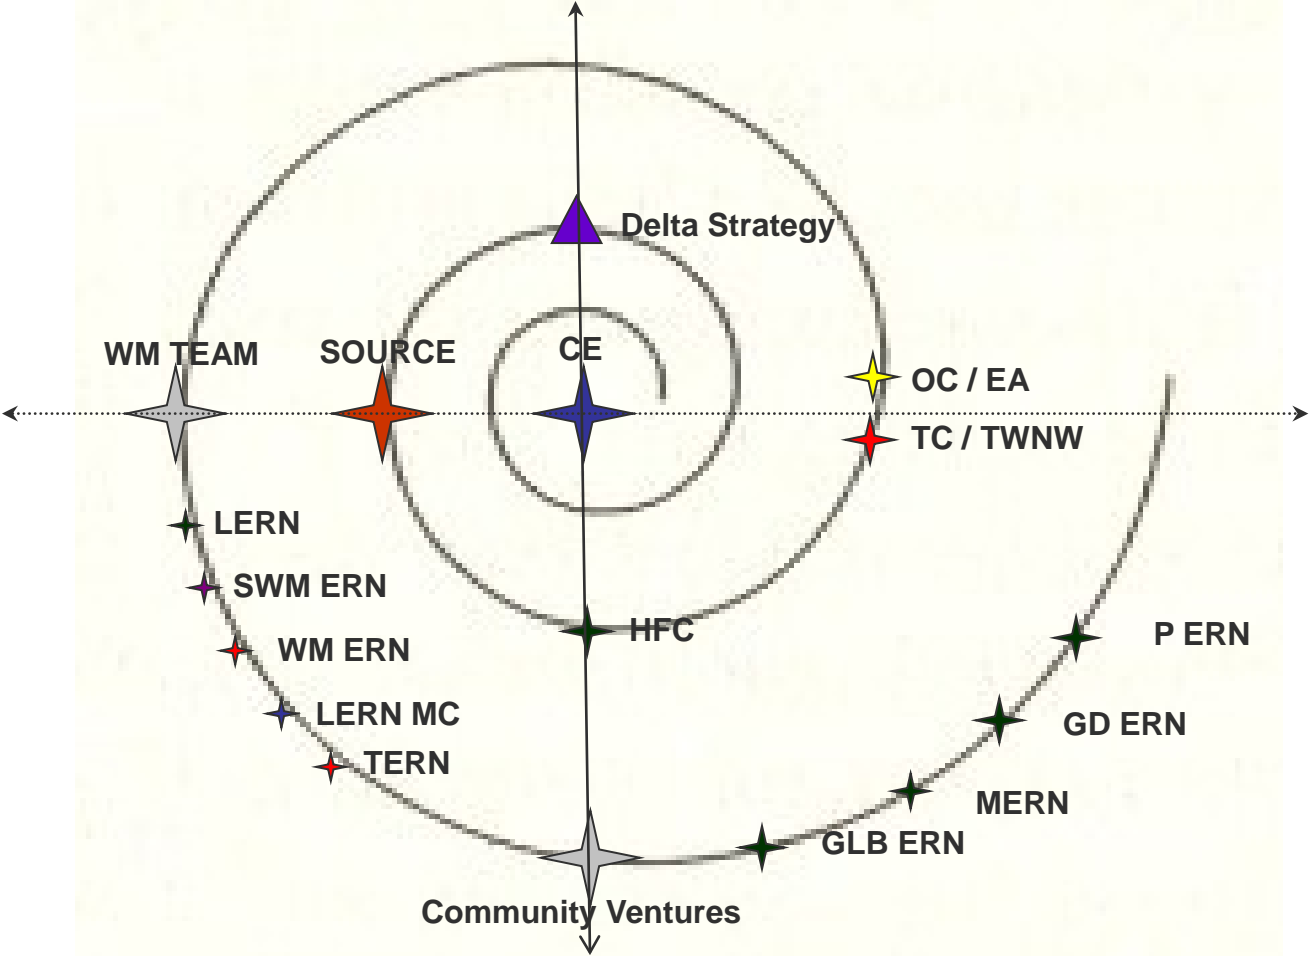 Delta Strategy
WM TEAM
SOURCE
CE
OC / EA
TC / TWNW
LERN
SWM ERN
HFC
P ERN
WM ERN
LERN MC
GD ERN
TERN
MERN
GLB ERN
Community Ventures